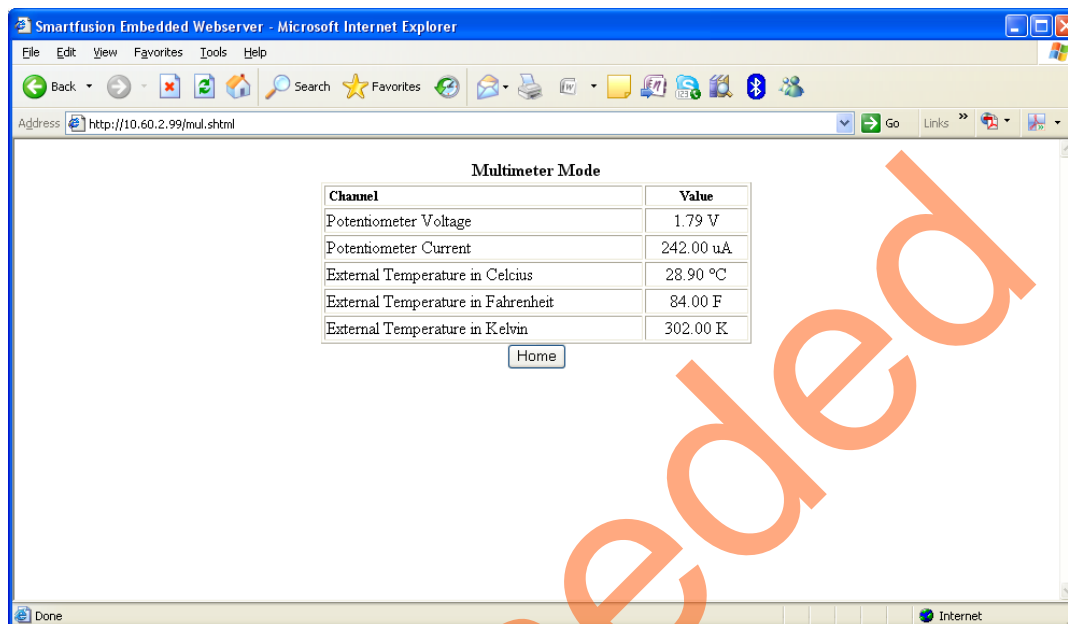 Smartfusion Embedded Webserver - Microsoft Internet Explorer
File Edit View Favorites Tools Help
Back Search Favorites
Address http://10.60.2.99/mul.shtml Go Links »
Multimeter Mode
Channel Value
Potentiometer Voltage 1.79 V
Potentiometer Current 242.00 uA
External Temperature in Celcius 28.90 °C
External Temperature in Fahrenheit 84.00 F
External Temperature in Kelvin 302.00 K
Home
Done Internet
eded